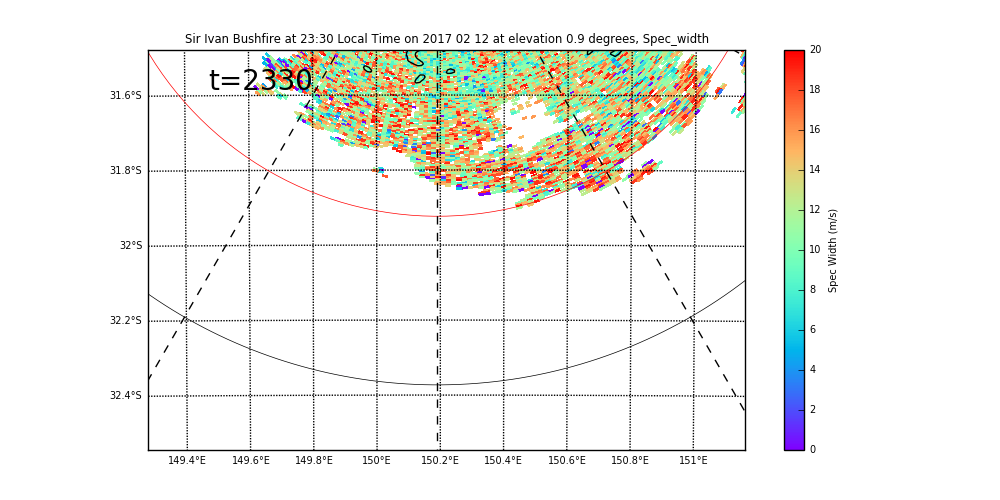 Sir Ivan Bushfire at 23:30 Local Time on 2017 02 12 at elevation 0.9 degrees, Spec_width
t=2330
31.6°S
31.8°S
32°S
32.2°S
32.4°S
149.4°E 149.6°E 149.8°E 150°E 150.2°E 150.4°E 150.6°E 150.8°E 151°E
20
18
16
14
12
10
8
6
4
2
0
Spec Width (m/s)